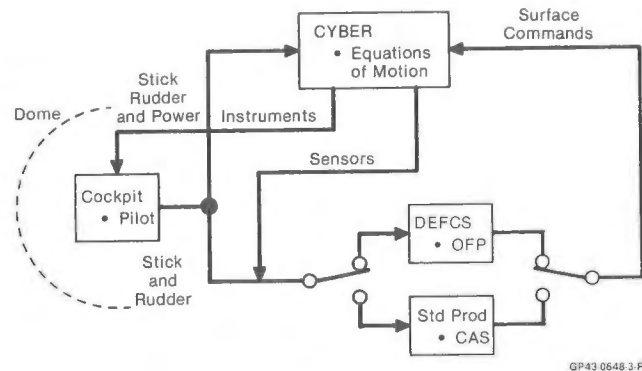 Surface
Commands
CYBER
• Equations
of Motion
Stick
Rudder
and Power
Instruments
Dome
Sensors
Cockpit
• Pilot
DEFCS
• OFP
Stick
and
Rudder
Std Prod
• CAS
GP43 0648-3-R